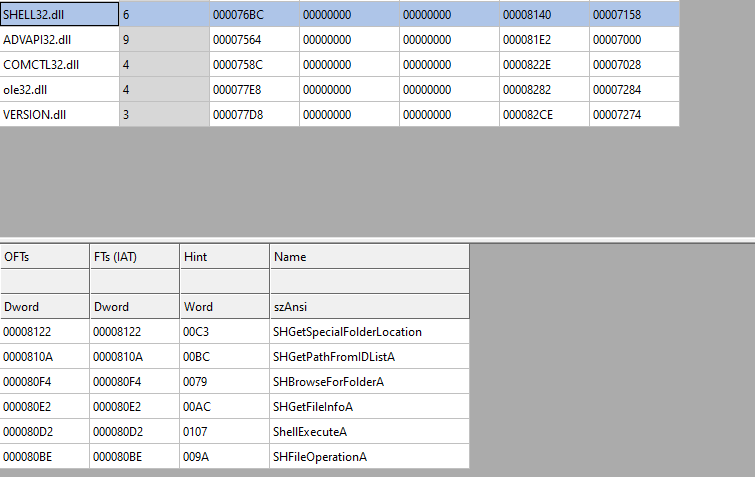 SHELL32.dll 6 000076BC 00000000 00000000 00008140 00007158
ADVAPI32.dll 9 00007564 00000000 00000000 000081E2 00007000
COMCTL32.dll 4 0000758C 00000000 00000000 0000822E 00007028
ole32.dll 4 000077E8 00000000 00000000 00008282 00007284
VERSION.dll 3 000077D8 00000000 00000000 000082CE 00007274
OFTs FTs (IAT) Hint Name
Dword Dword Word szAnsi
00008122 00008122 00C3 SHGetSpecialFolderLocation
0000810A 0000810A 00BC SHGetPathFromIDListA
000080F4 000080F4 0079 SHBrowseForFolderA
000080E2 000080E2 00AC SHGetFileInfoA
000080D2 000080D2 0107 ShellExecuteA
000080BE 000080BE 009A SHFileOperationA